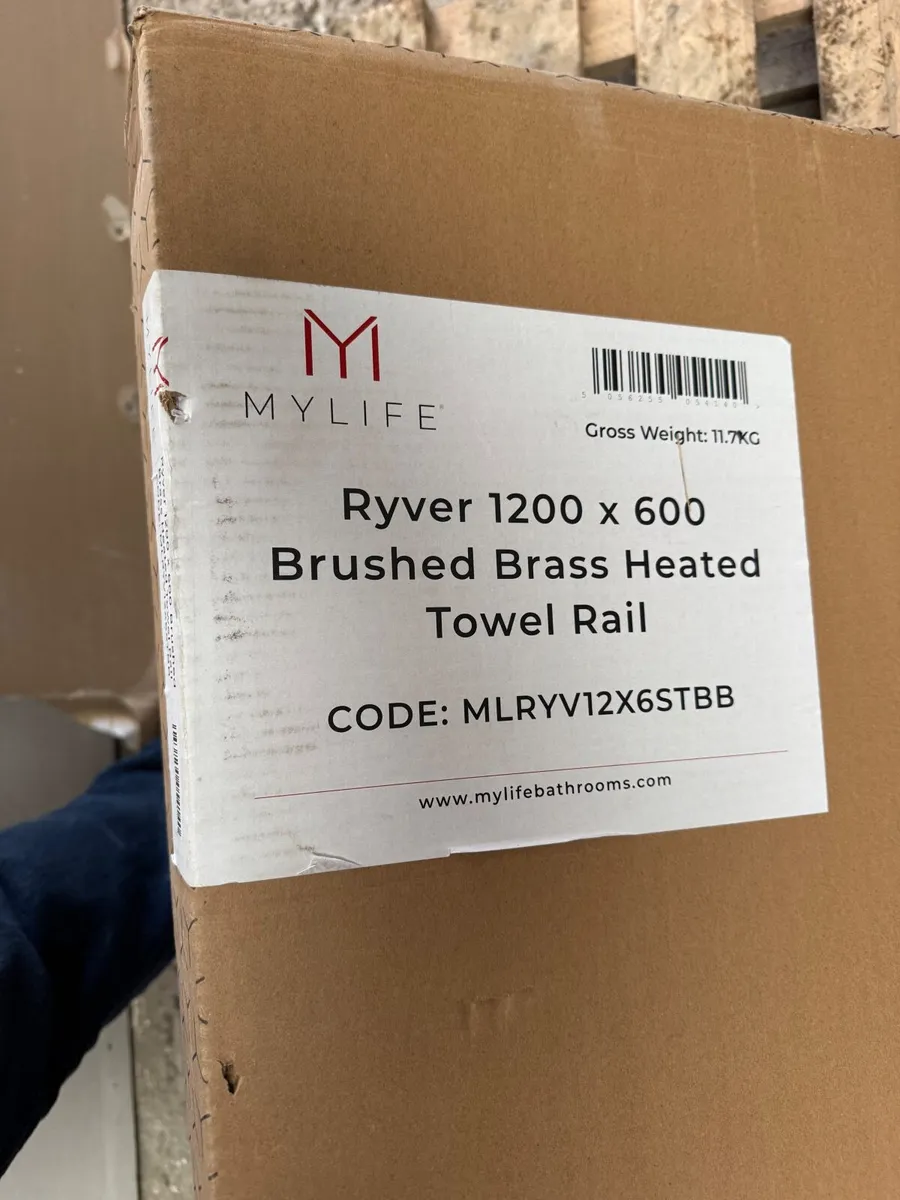 MYLIFE
Gross Weight: 11.7KG
Ryver 1200 x 600
Brushed Brass Heated
Towel Rail
CODE: MLRYV12X6STBB
www.mylifebathrooms.com